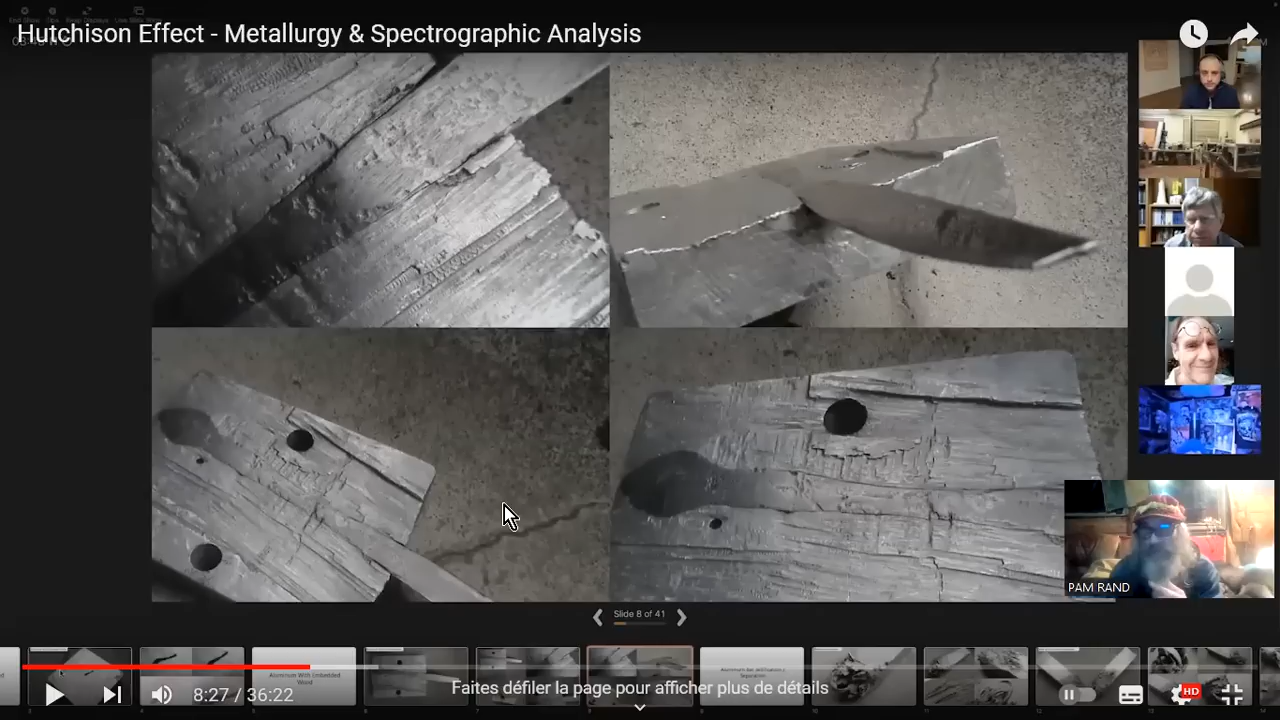 Hutchison Effect - Metallurgy & Spectrographic Analysis
PAM RAND
Slide 8 of 41
Aluminum With Embedded
Wood
8:27 / 36:22
Faites défiler la page pour afficher plus de détails
HD